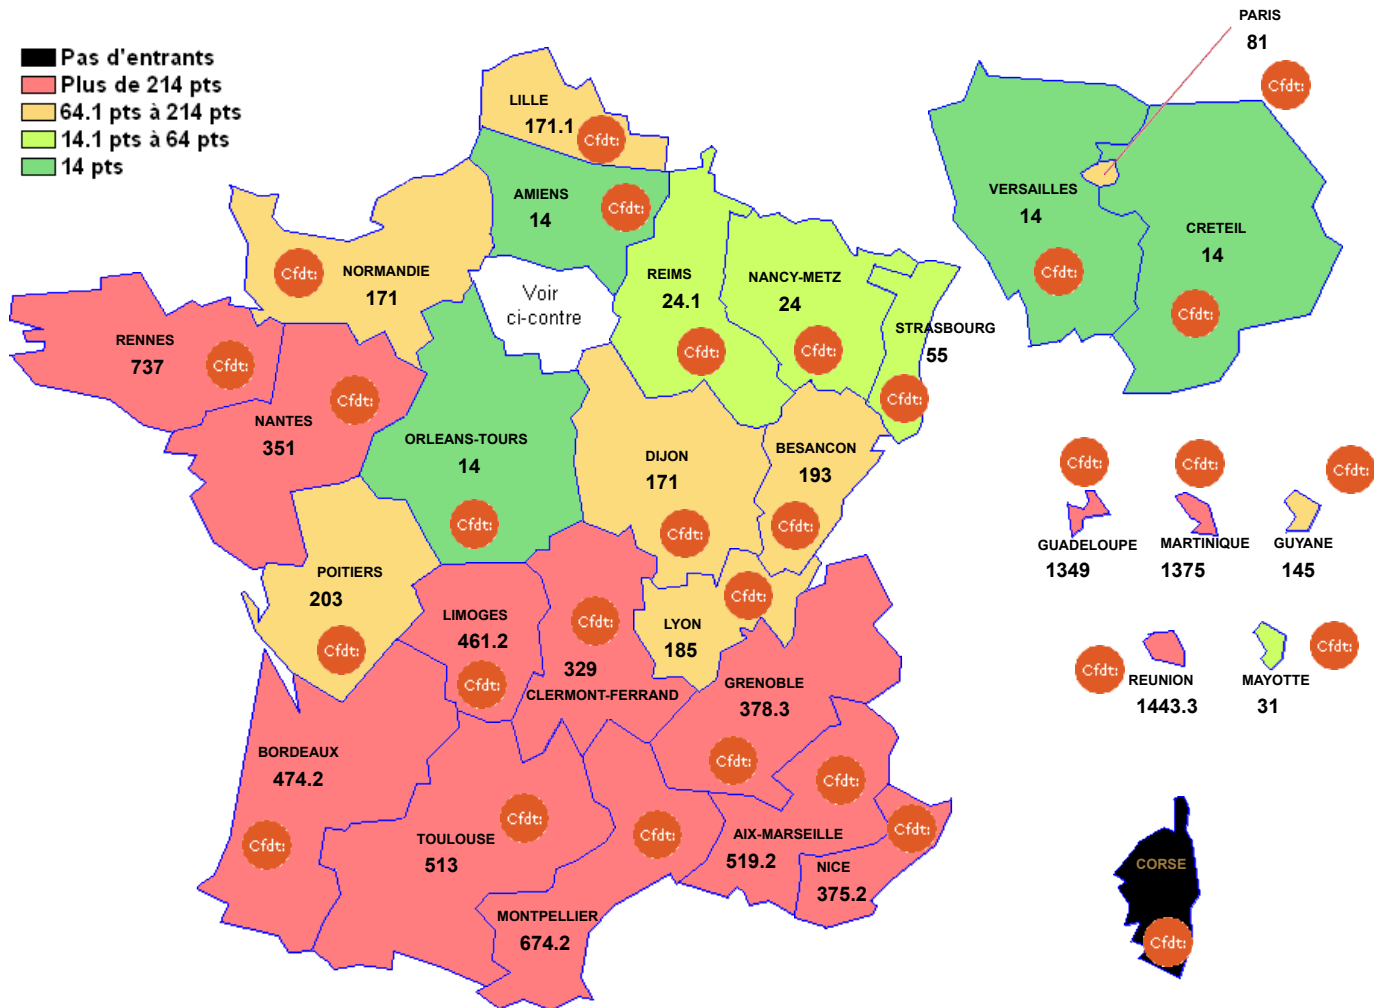 PARIS
81
Pas d'entrants
Plus de 214 pts
64.1 pts à 214 pts
14.1 pts à 64 pts
14 pts
Cfdt:
LILLE
171.1
Cfdt:
AMIENS
14
Cfdt:
VERSAILLES
14
Cfdt:
CRETEIL
14
Cfdt:
NORMANDIE
171
Cfdt:
Voir
ci-contre
REIMS
24.1
Cfdt:
NANCY-METZ
24
Cfdt:
STRASBOURG
55
Cfdt:
RENNES
737
Cfdt:
NANTES
351
Cfdt:
ORLEANS-TOURS
14
Cfdt:
DIJON
171
Cfdt:
BESANCON
193
Cfdt:
Cfdt:
GUADELOUPE
1349
Cfdt:
MARTINIQUE
1375
Cfdt:
GUYANE
145
POITIERS
203
Cfdt:
LIMOGES
461.2
Cfdt:
Cfdt:
329
CLERMONT-FERRAND
Cfdt:
LYON
185
GRENOBLE
378.3
Cfdt:
Cfdt:
REUNION
1443.3
Cfdt:
MAYOTTE
31
BORDEAUX
474.2
Cfdt:
TOULOUSE
513
Cfdt:
Cfdt:
MONTPELLIER
674.2
Cfdt:
AIX-MARSEILLE
519.2
Cfdt:
NICE
375.2
CORSE
Cfdt: